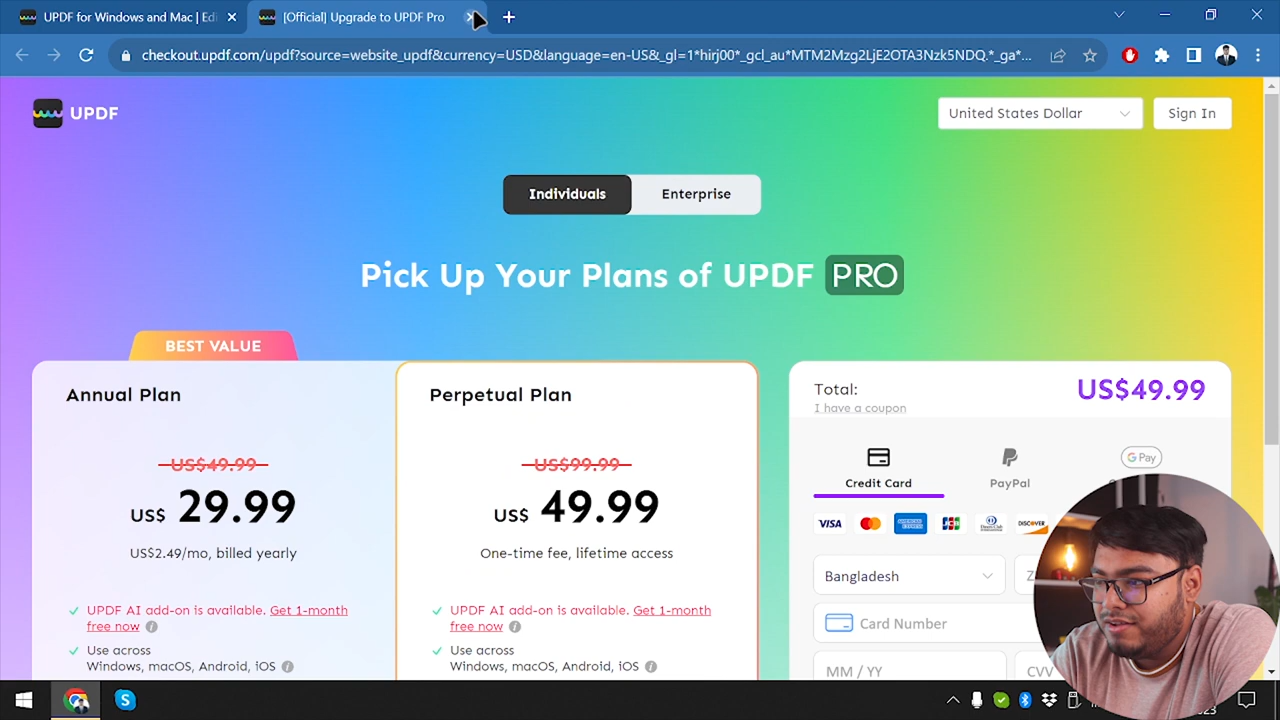 UPDF for Windows and Mac | Edi
[Official] Upgrade to UPDF Pro
checkout.updf.com/updf?source=website_updf&currency=USD&language=en-US&_gl=1*hirj00*_gcl_au*MTM2Mzg2LjE2OTA3Nzk5NDQ.*_ga*...
UPDF
United States Dollar
Sign In
Individuals
Enterprise
Pick Up Your Plans of UPDF PRO
BEST VALUE
Annual Plan
US$49.99
US$ 29.99
US$2.49/mo, billed yearly
UPDF AI add-on is available. Get 1-month
free now
Use across
Windows, macOS, Android, iOS
Perpetual Plan
US$99.99
US$ 49.99
One-time fee, lifetime access
UPDF AI add-on is available. Get 1-month
free now
Use across
Windows, macOS, Android, iOS
Total:
US$49.99
I have a coupon
Credit Card
PayPal
G Pay
VISA
JCB
DISCOVER
Bangladesh
Card Number
MM / YY
CVV